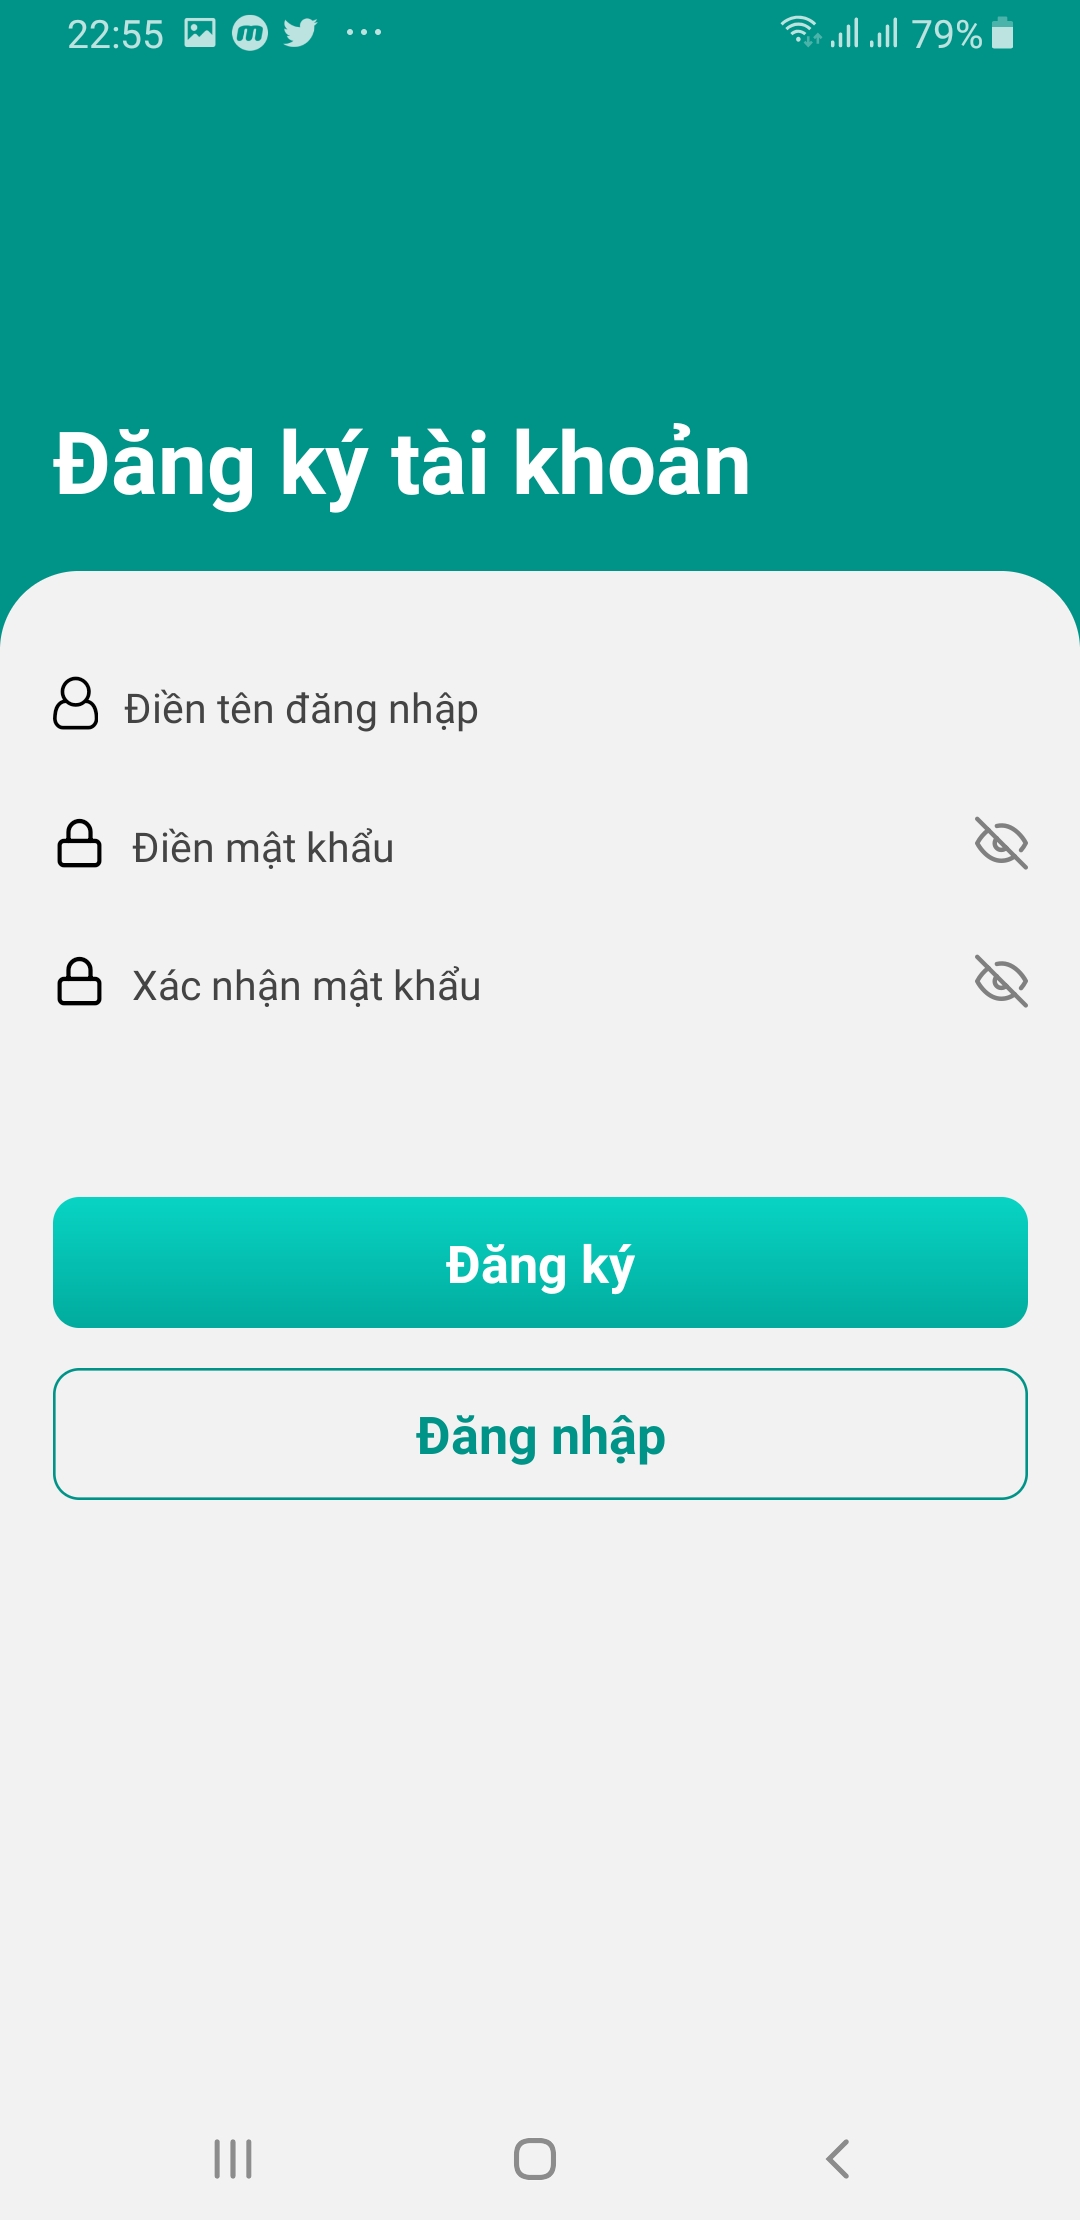 22:55 79%
Đăng ký tài khoản
Điền tên đăng nhập
Điền mật khẩu
Xác nhận mật khẩu
Đăng ký
Đăng nhập